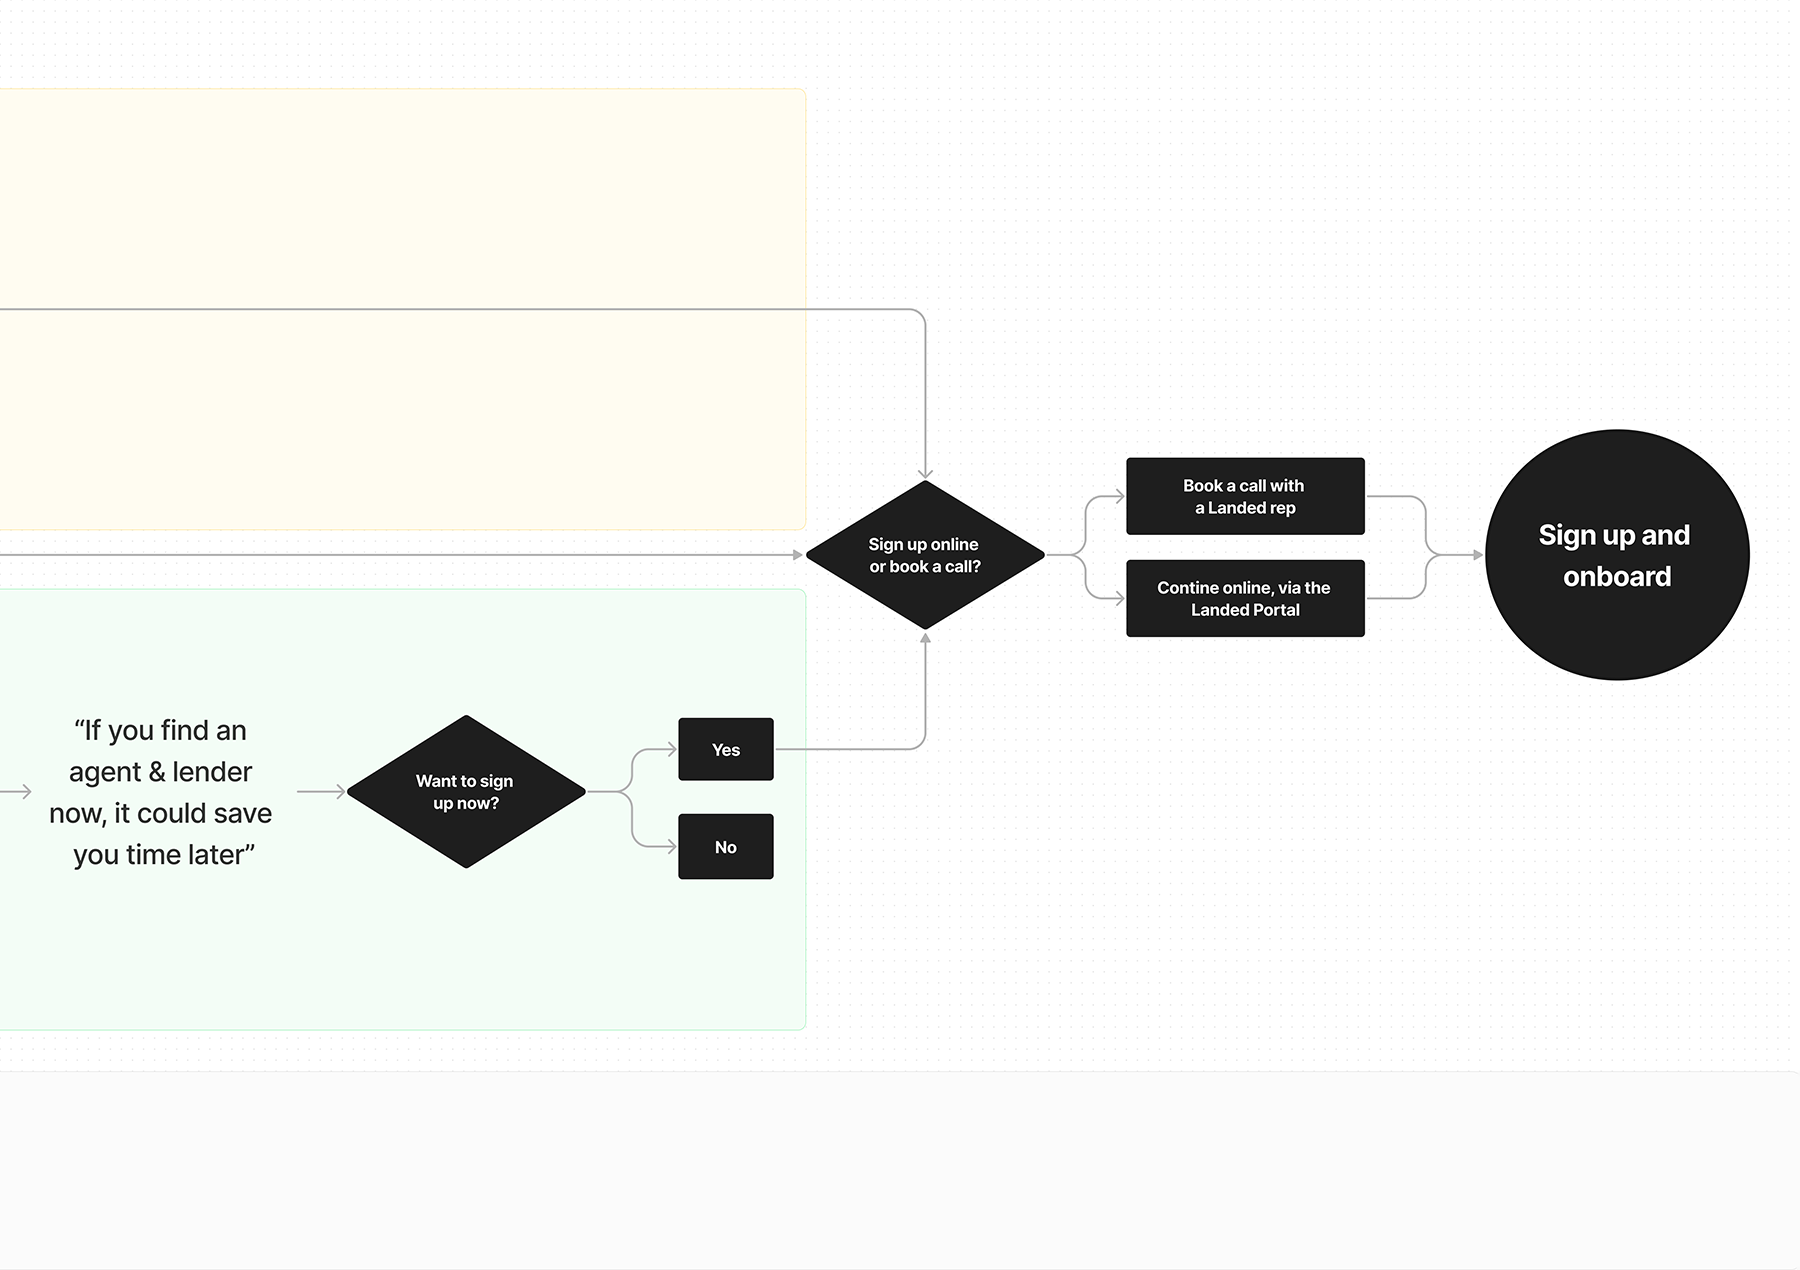 Sign up online
or book a call?
Book a call with
a Landed rep
Contine online, via the
Landed Portal
Sign up and
onboard
“If you find an
agent & lender
now, it could save
you time later”
Want to sign
up now?
Yes
No